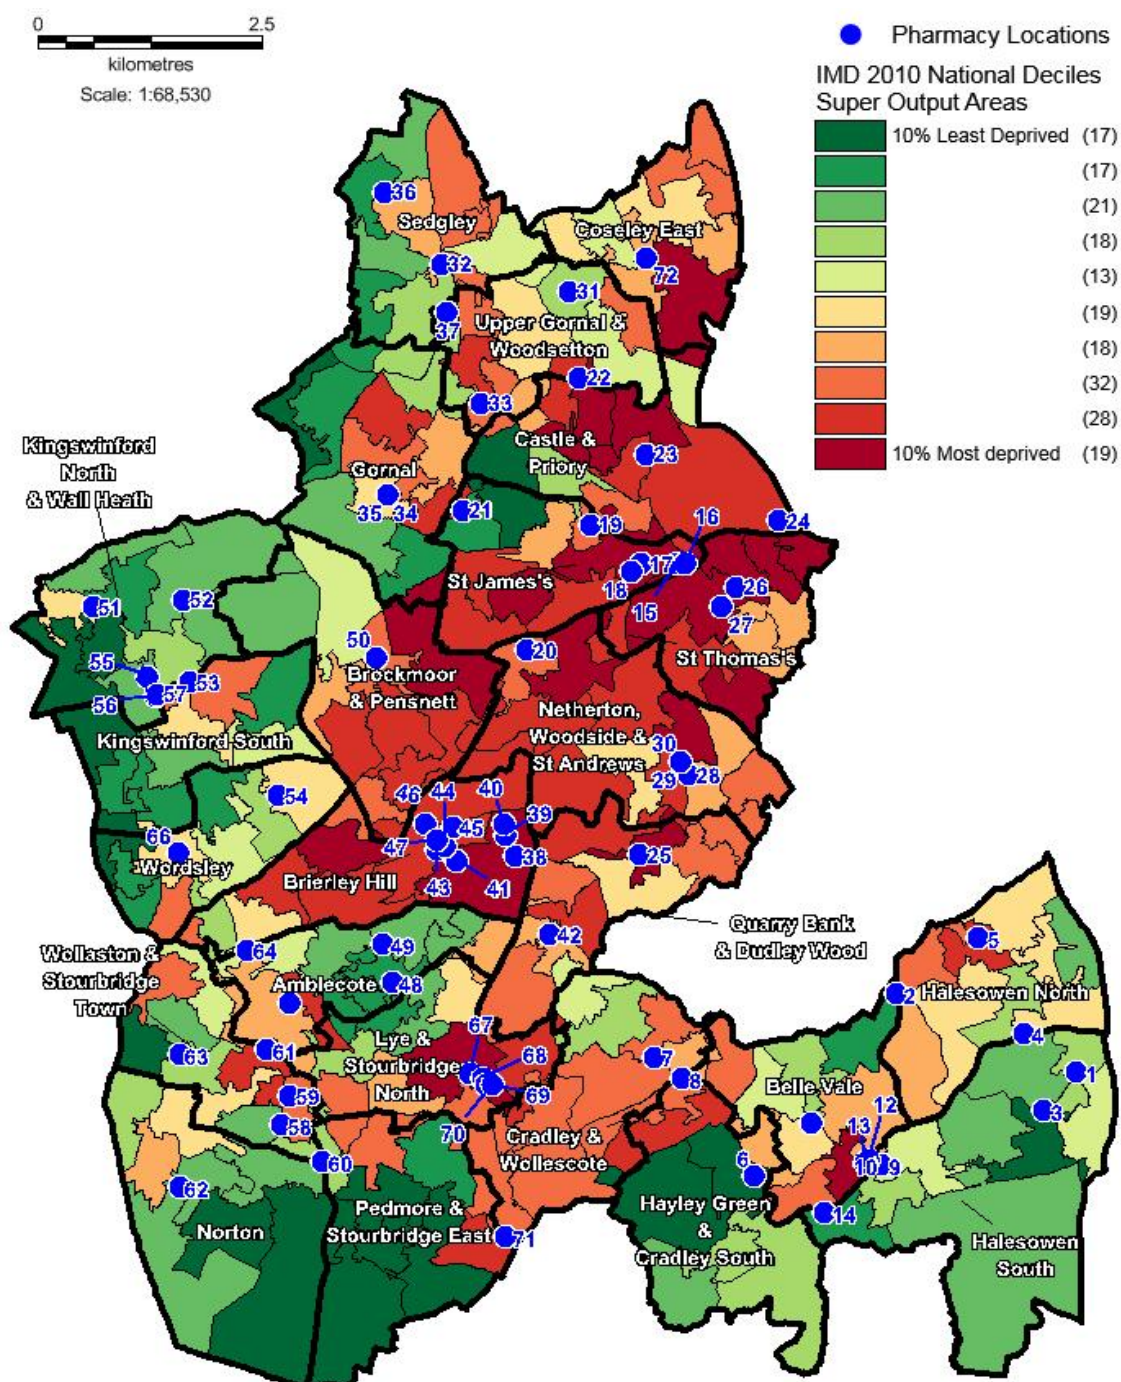 0 2.5
kilometres
Scale: 1:68,530
Pharmacy Locations
IMD 2010 National Deciles
Super Output Areas
10% Least Deprived (17)
(17)
(21)
(18)
(13)
(19)
(18)
(32)
(28)
10% Most deprived (19)
36
Sedgley
Coseley East
32
72
31
37
Upper Gornal &
Woodsetton
22
33
Kingswinford
North
& Wall Heath
Castle &
Priory
23
Gornal
35 34
21
19
16
24
St James's
17
18
15
26
27
51
52
50
20
St Thomas's
55
53
56
57
Brockmoor
& Pensnett
Kingswinford South
Netherton,
Woodside &
St Andrews
30
29
28
54
46
44
40
39
45
66
47
38
25
Wordsley
Brierley Hill
43
41
Quarry Bank
& Dudley Wood
42
5
Wollaston &
Stourbridge
Town
64
49
Amblecote
48
2
Halesowen North
67
4
63
61
Lye &
Stourbridge
North
68
7
8
Belle Vale
1
59
69
3
58
70
Cradley &
Wollescote
13
12
60
6
10
9
62
Norton
Pedmore &
Stourbridge East
71
Hayley Green
&
Cradley South
14
Halesowen
South